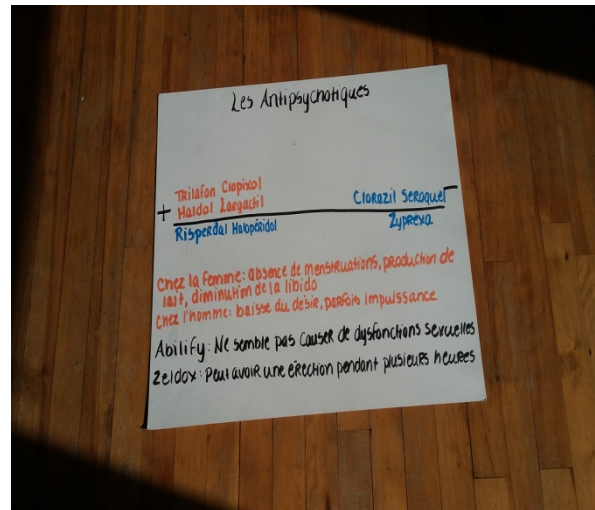 Les Antipsychotiques
Trilafon Clopixol
+ Haldol Largactil
Clorazil Seroquel -
Risperdal Halopéridol
Zyprexa
Chez la femme: absence de menstruations, production de
lait, diminution de la libido
Chez l'homme: baisse du désir, parfois impuissance
Abilify: Ne semble pas causer de dysfonctions sexuelles
Zeldox: Peut avoir une érection pendant plusieurs heures